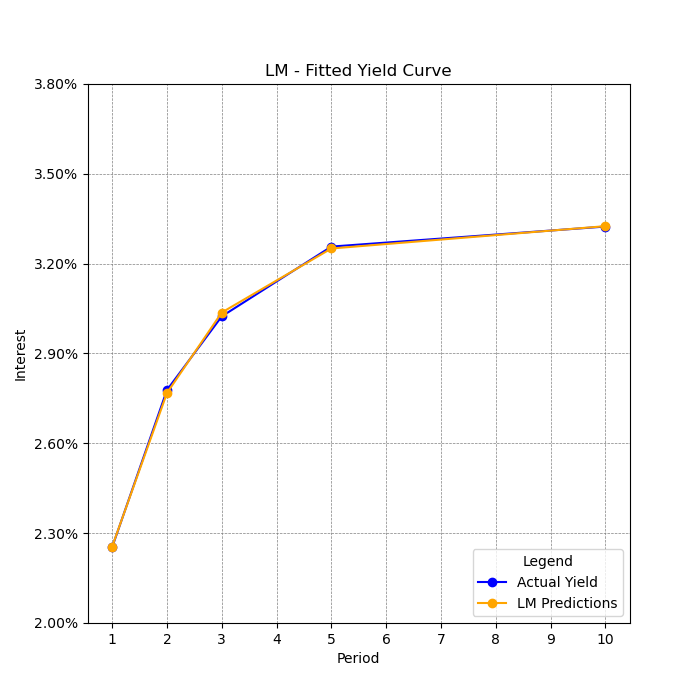 LM - Fitted Yield Curve
3.80%
3.50%
3.20%
2.90%
2.60%
2.30%
2.00%
Interest
1 2 3 4 5 6 7 8 9 10
Period
Legend
Actual Yield
LM Predictions